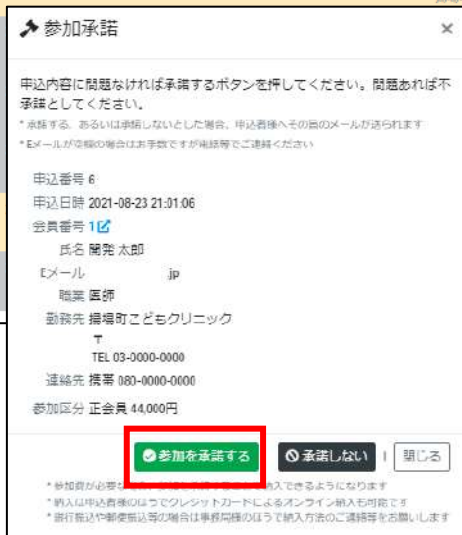 参加承諾
×
申込内容に問題なければ承諾するボタンを押してください。問題あれば不
承諾としてください。
* 承諾する、あるいは承諾しないとした場合、申込者様へその旨のメールが送られます
* Eメールが空欄の場合はお手数ですが電話等でご連絡ください
申込番号 6
申込日時 2021-08-23 21:01:06
会員番号 1
氏名 開発 太郎
Eメール jp
職業 医師
勤務先 揚場町こどもクリニック
〒
TEL 03-0000-0000
連絡先 携帯 080-0000-0000
参加区分 正会員 44,000円
参加を承諾する 承諾しない | 閉じる
* 参加費が必要な 納入できるようになります
* 納入は申込者様のほうでクレジットカードによるオンライン納入も可能です
* 銀行振込や郵便振込等の場合は事務局様のほうで納入方法のご連絡等をお願いします